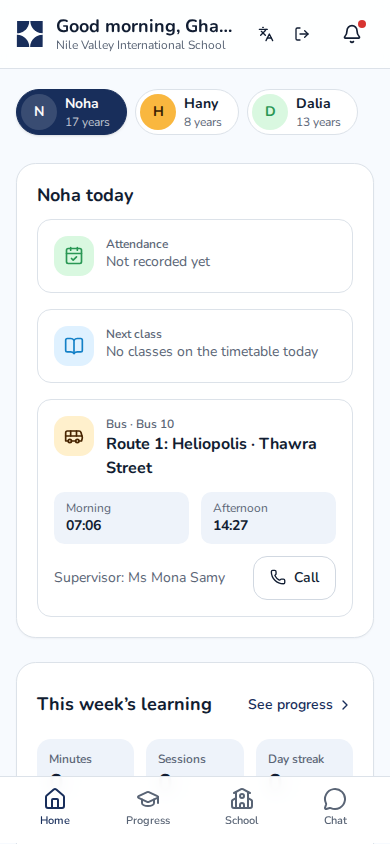 Good morning, Gha...
Nile Valley International School
N
Noha
17 years
H
Hany
8 years
D
Dalia
13 years
Noha today
Attendance
Not recorded yet
Next class
No classes on the timetable today
Bus · Bus 10
Route 1: Heliopolis · Thawra
Street
Morning
07:06
Afternoon
14:27
Supervisor: Ms Mona Samy
Call
This week’s learning
See progress
Minutes
Sessions
Day streak
Home
Progress
School
Chat